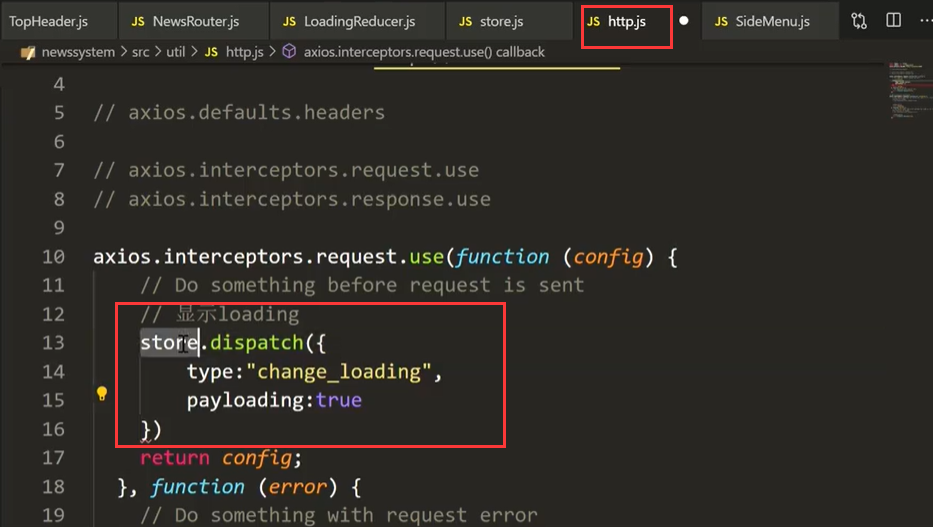 TopHeader.js JS NewsRouter.js JS LoadingReducer.js JS store.js JS http.js JS SideMenu.js
newssystem > src > util > JS http.js > axios.interceptors.request.use() callback
4
5 // axios.defaults.headers
6
7 // axios.interceptors.request.use
8 // axios.interceptors.response.use
9
10 axios.interceptors.request.use(function (config) {
11 // Do something before request is sent
12 // 显示loading
13 store.dispatch({
14 type:"change_loading",
15 payloading:true
16 })
17 return config;
18 }, function (error) {
19 // Do something with request error